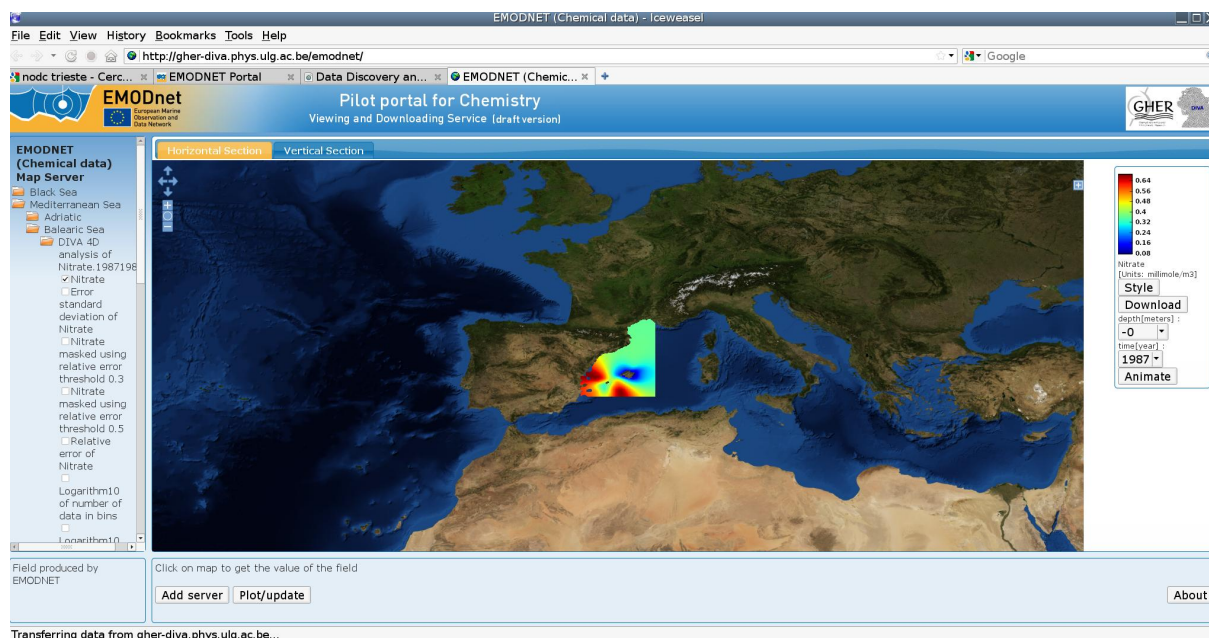 EMODNET (Chemical data) - Iceweasel
File Edit View History Bookmarks Tools Help
http://gher-diva.phys.ulg.ac.be/emodnet/
Google
nodc trieste - Cerc...
EMODNET Portal
Data Discovery an...
EMODNET (Chemic...
EMODnet
European Marine
Observation and
Data Network
Pilot portal for Chemistry
Viewing and Downloading Service (draft version)
GHER
DIVA
EMODNET
(Chemical data)
Map Server
Black Sea
Mediterranean Sea
Adriatic
Balearic Sea
DIVA 4D
analysis of
Nitrate.1987198
Nitrate
Error
standard
deviation of
Nitrate
Nitrate
masked using
relative error
threshold 0.3
Nitrate
masked using
relative error
threshold 0.5
Relative
error of
Nitrate
Logarithm10
of number of
data in bins
Logarithm10
Horizontal Section
Vertical Section
0.64
0.56
0.48
0.4
0.32
0.24
0.16
0.08
Nitrate
[Units: millimole/m3]
Style
Download
depth[meters] :
-0
time[year] :
1987
Animate
Field produced by
EMODNET
Click on map to get the value of the field
Add server
Plot/update
About
Transferring data from gher-diva.phys.ulg.ac.be...